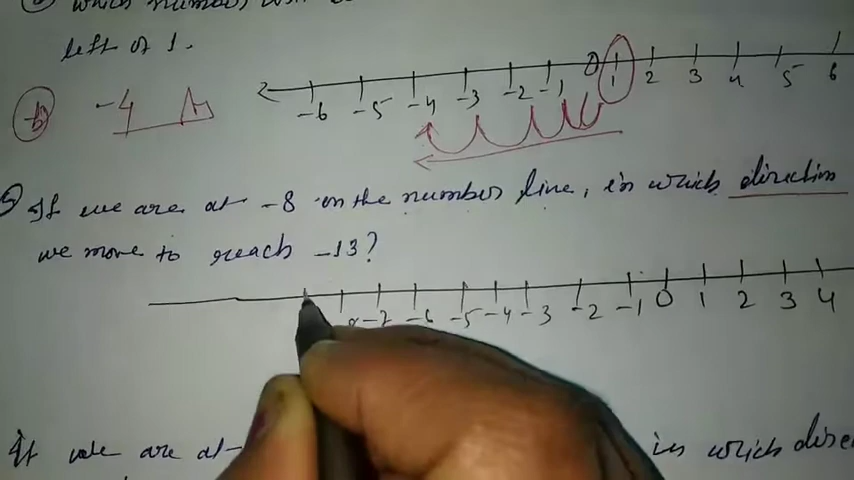 which number
left of 1.
b -4
-6 -5 -4 -3 -2 -1 0 1 2 3 4 5 6
If we are at -8 on the number line, in which direction
we move to reach -13?
-7 -6 -5 -4 -3 -2 -1 0 1 2 3 4
If we are at in which